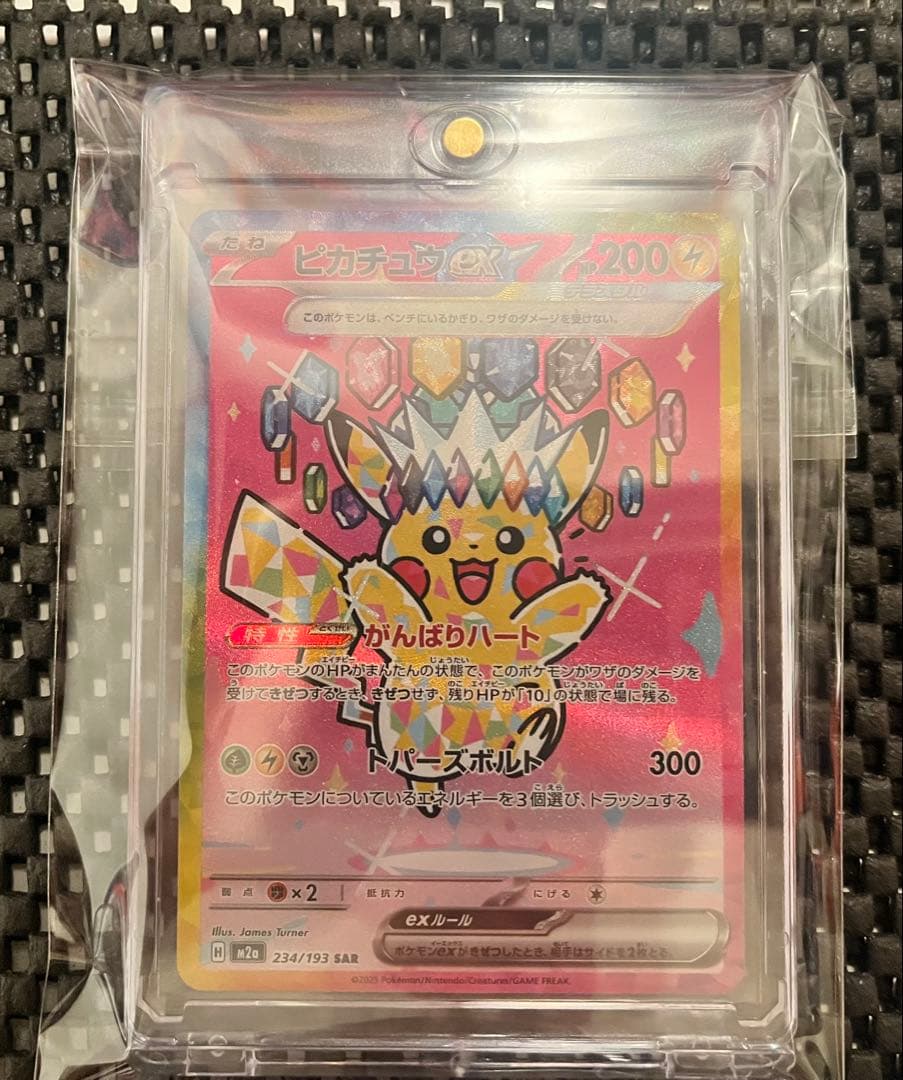 たね
ピカチュウex
HP200
テラスタル
このポケモンは、ベンチにいるかぎり、ワザのダメージを受けない。
特性 がんばりハート
このポケモンのHPがまんたんの状態で、このポケモンがワザのダメージを
受けてきぜつするとき、きぜつせず、残りHPが「10」の状態で場に残る。
トパーズボルト 300
このポケモンについているエネルギーを3個選び、トラッシュする。
弱点 ×2 抵抗力 にげる
exルール
ポケモンexがきぜつしたとき、相手はサイドを2枚とる。
Illus. James Turner
H M2a 234/193 SAR
©2025 Pokémon/Nintendo/Creatures/GAME FREAK.